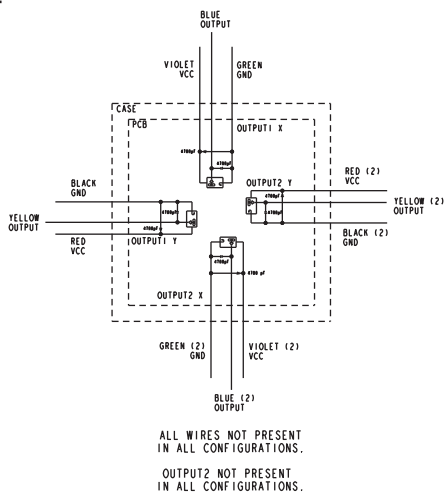 BLUE
OUTPUT
VIOLET
VCC
GREEN
GND
CASE
PCB
OUTPUT1 X
4700pF
4700pF
OUTPUT2 Y
RED (2)
VCC
BLACK
GND
4700pF
4700pF
4700pF
4700pF
YELLOW (2)
OUTPUT
YELLOW
OUTPUT
BLACK (2)
GND
RED
VCC
OUTPUT1 Y
4700pF
4700 pF
OUTPUT2 X
GREEN (2)
GND
VIOLET (2)
VCC
BLUE (2)
OUTPUT
ALL WIRES NOT PRESENT
IN ALL CONFIGURATIONS.
OUTPUT2 NOT PRESENT
IN ALL CONFIGURATIONS.